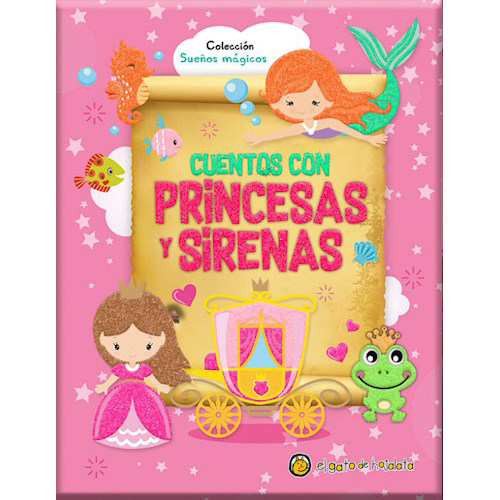 Colección
Sueños mágicos
CUENTOS CON
PRINCESAS
Y SIRENAS
el gato de hojalata